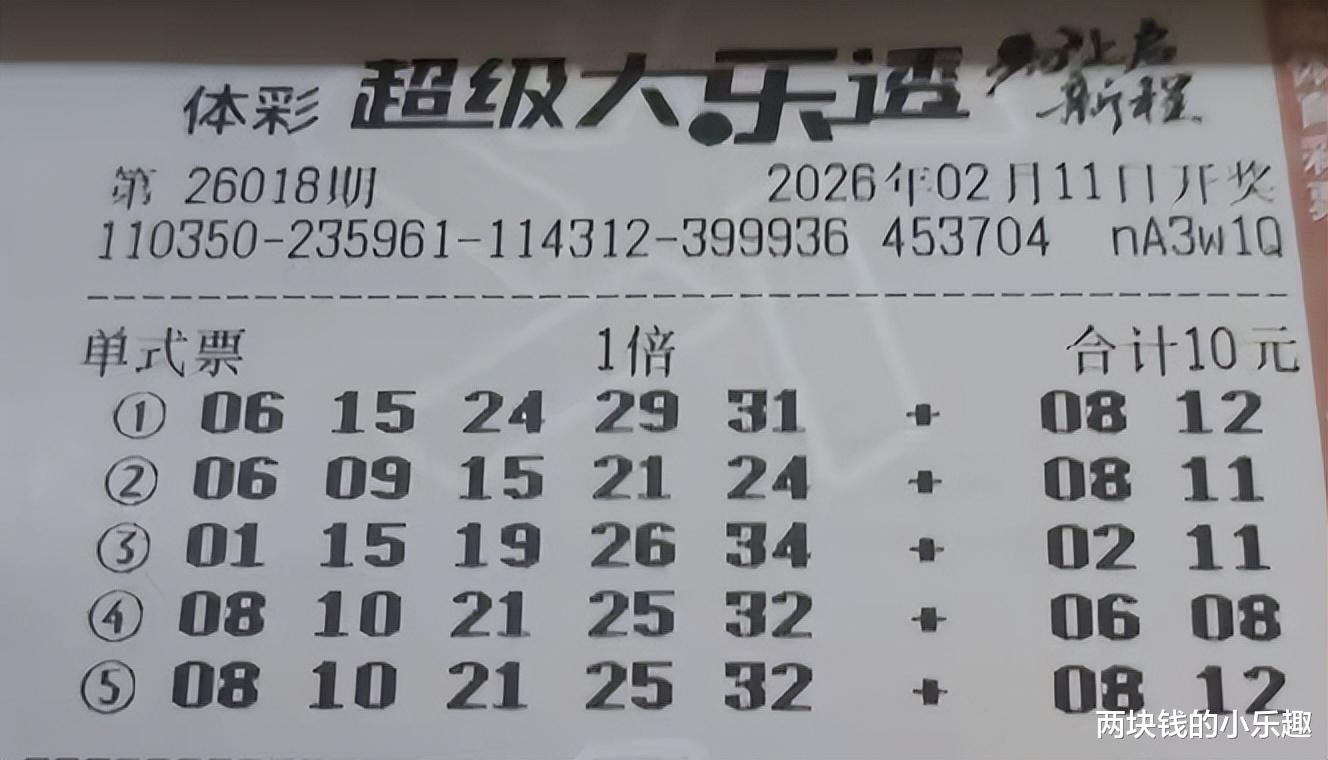 体彩 超级大乐透
新程
第 26018期 2026年02月11日开奖
110350-235961-114312-399936 453704 nA3w1Q
单式票 1倍 合计10元
① 06 15 24 29 31 + 08 12
② 06 09 15 21 24 + 08 11
③ 01 15 19 26 34 + 02 11
④ 08 10 21 25 32 + 06 08
⑤ 08 10 21 25 32 + 08 12
两块钱的小乐趣